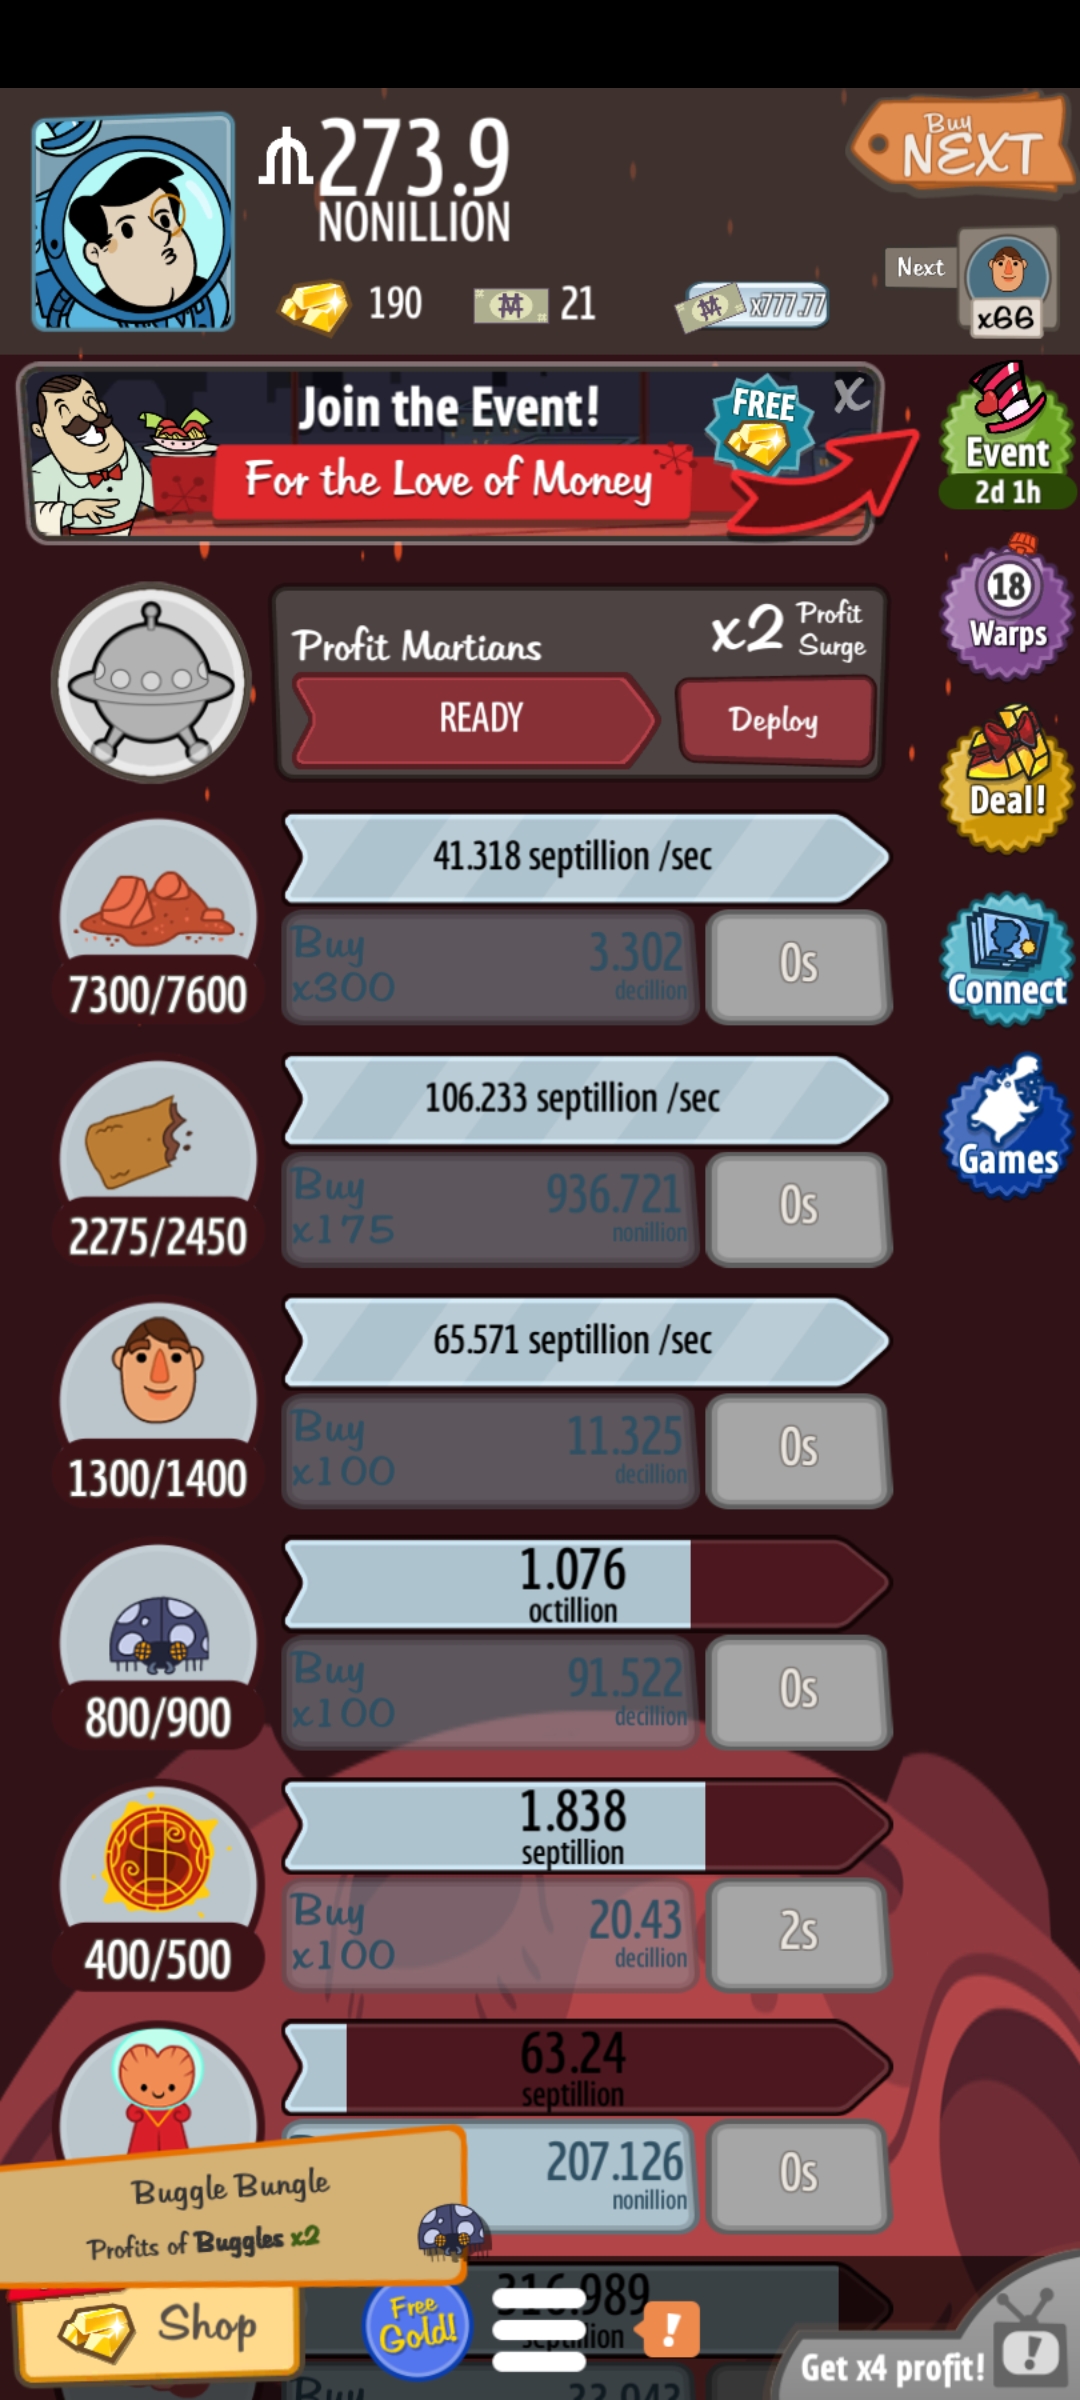 273.9
NONILLION
Buy
NEXT
190
21
x777.77
Next
x66
Join the Event!
FREE
X
For the Love of Money
Event
2d 1h
18
Warps
Profit Martians
x2 Profit
Surge
READY
Deploy
Deal!
41.318 septillion /sec
Buy
x300
3.302
decillion
0s
7300/7600
Connect
106.233 septillion /sec
Games
Buy
x175
936.721
nonillion
0s
2275/2450
65.571 septillion /sec
Buy
x100
11.325
decillion
0s
1300/1400
1.076
octillion
Buy
x100
91.522
decillion
0s
800/900
1.838
septillion
Buy
x100
20.43
decillion
2s
400/500
63.24
septillion
207.126
nonillion
0s
Buggle Bungle
Profits of Buggles x2
316.989
Shop
Free
Gold!
!
Get x4 profit!
!
Buy